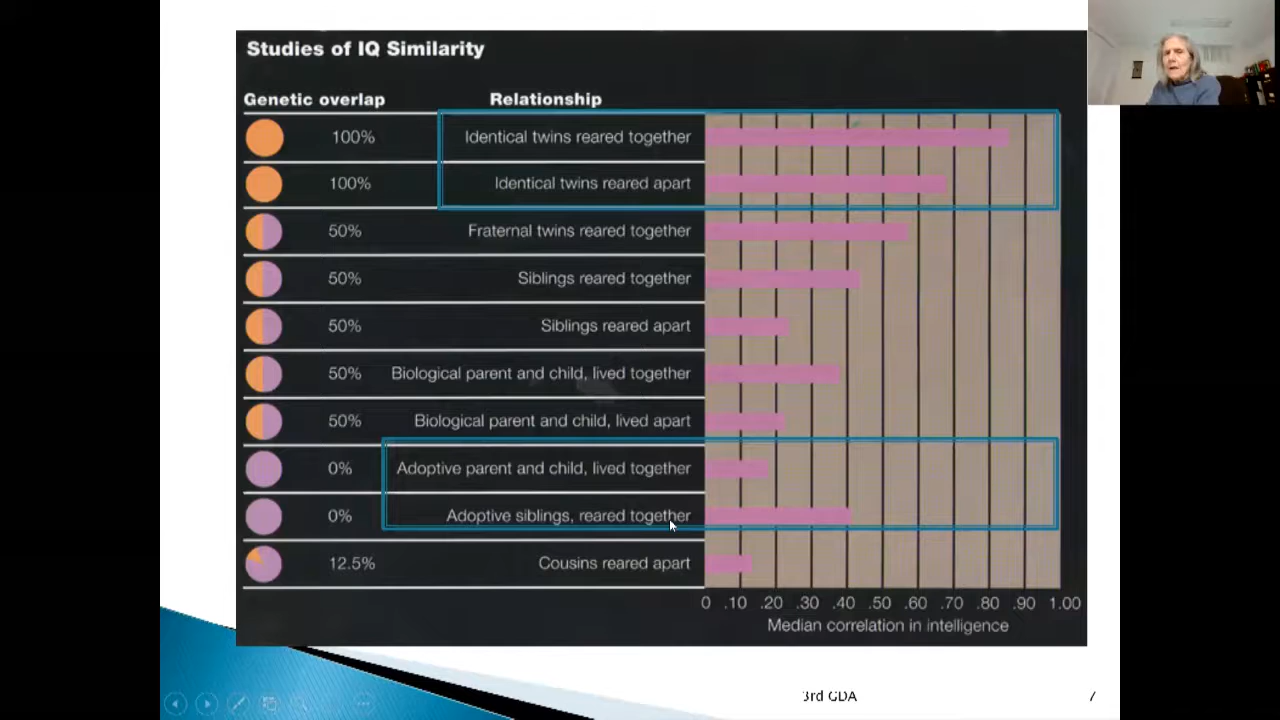 Studies of IQ Similarity
Genetic overlap Relationship
100% Identical twins reared together
100% Identical twins reared apart
50% Fraternal twins reared together
50% Siblings reared together
50% Siblings reared apart
50% Biological parent and child, lived together
50% Biological parent and child, lived apart
0% Adoptive parent and child, lived together
0% Adoptive siblings, reared together
12.5% Cousins reared apart
0 .10 .20 .30 .40 .50 .60 .70 .80 .90 1.00
Median correlation in intelligence
3rd GDA 7